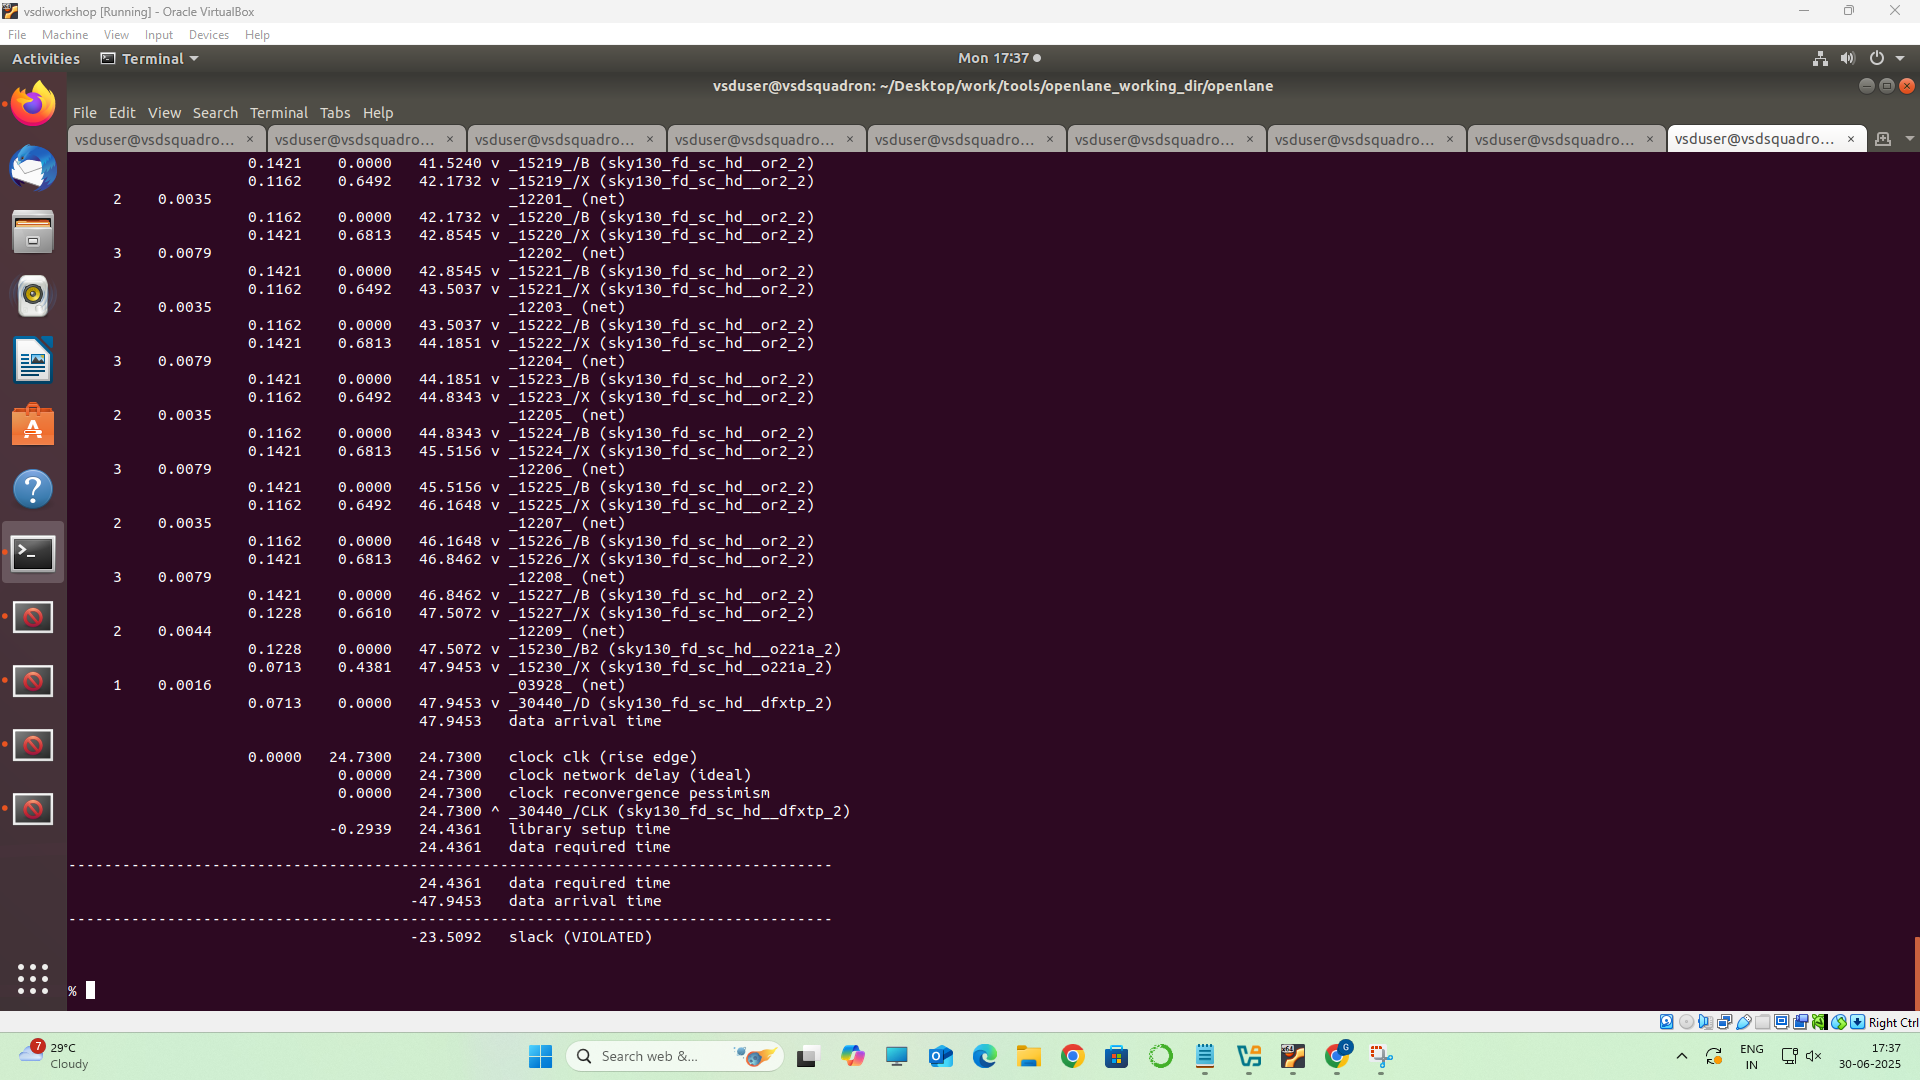 vsdiworkshop [Running] - Oracle VirtualBox
File Machine View Input Devices Help
Activities Terminal Mon 17:37
vsduser@vsdsquadron: ~/Desktop/work/tools/openlane_working_dir/openlane
File Edit View Search Terminal Tabs Help
vsduser@vsdsquadro... × vsduser@vsdsquadro... × vsduser@vsdsquadro... × vsduser@vsdsquadro... × vsduser@vsdsquadro... × vsduser@vsdsquadro... × vsduser@vsdsquadro... × vsduser@vsdsquadro... × vsduser@vsdsquadro... ×
0.1421 0.0000 41.5240 v _15219_/B (sky130_fd_sc_hd__or2_2)
0.1162 0.6492 42.1732 v _15219_/X (sky130_fd_sc_hd__or2_2)
2 0.0035 _12201_ (net)
0.1162 0.0000 42.1732 v _15220_/B (sky130_fd_sc_hd__or2_2)
0.1421 0.6813 42.8545 v _15220_/X (sky130_fd_sc_hd__or2_2)
3 0.0079 _12202_ (net)
0.1421 0.0000 42.8545 v _15221_/B (sky130_fd_sc_hd__or2_2)
0.1162 0.6492 43.5037 v _15221_/X (sky130_fd_sc_hd__or2_2)
2 0.0035 _12203_ (net)
0.1162 0.0000 43.5037 v _15222_/B (sky130_fd_sc_hd__or2_2)
0.1421 0.6813 44.1851 v _15222_/X (sky130_fd_sc_hd__or2_2)
3 0.0079 _12204_ (net)
0.1421 0.0000 44.1851 v _15223_/B (sky130_fd_sc_hd__or2_2)
0.1162 0.6492 44.8343 v _15223_/X (sky130_fd_sc_hd__or2_2)
2 0.0035 _12205_ (net)
0.1162 0.0000 44.8343 v _15224_/B (sky130_fd_sc_hd__or2_2)
0.1421 0.6813 45.5156 v _15224_/X (sky130_fd_sc_hd__or2_2)
3 0.0079 _12206_ (net)
0.1421 0.0000 45.5156 v _15225_/B (sky130_fd_sc_hd__or2_2)
0.1162 0.6492 46.1648 v _15225_/X (sky130_fd_sc_hd__or2_2)
2 0.0035 _12207_ (net)
0.1162 0.0000 46.1648 v _15226_/B (sky130_fd_sc_hd__or2_2)
0.1421 0.6813 46.8462 v _15226_/X (sky130_fd_sc_hd__or2_2)
3 0.0079 _12208_ (net)
0.1421 0.0000 46.8462 v _15227_/B (sky130_fd_sc_hd__or2_2)
0.1228 0.6610 47.5072 v _15227_/X (sky130_fd_sc_hd__or2_2)
2 0.0044 _12209_ (net)
0.1228 0.0000 47.5072 v _15230_/B2 (sky130_fd_sc_hd__o221a_2)
0.0713 0.4381 47.9453 v _15230_/X (sky130_fd_sc_hd__o221a_2)
1 0.0016 _03928_ (net)
0.0713 0.0000 47.9453 v _30440_/D (sky130_fd_sc_hd__dfxtp_2)
47.9453 data arrival time
0.0000 24.7300 24.7300 clock clk (rise edge)
0.0000 24.7300 clock network delay (ideal)
0.0000 24.7300 clock reconvergence pessimism
24.7300 ^ _30440_/CLK (sky130_fd_sc_hd__dfxtp_2)
-0.2939 24.4361 library setup time
24.4361 data required time
-------------------------------------------------------------------------------------
24.4361 data required time
-47.9453 data arrival time
-------------------------------------------------------------------------------------
-23.5092 slack (VIOLATED)
%
Right Ctrl
7
29°C
Cloudy
Search web &...
G
ENG
IN
17:37
30-06-2025